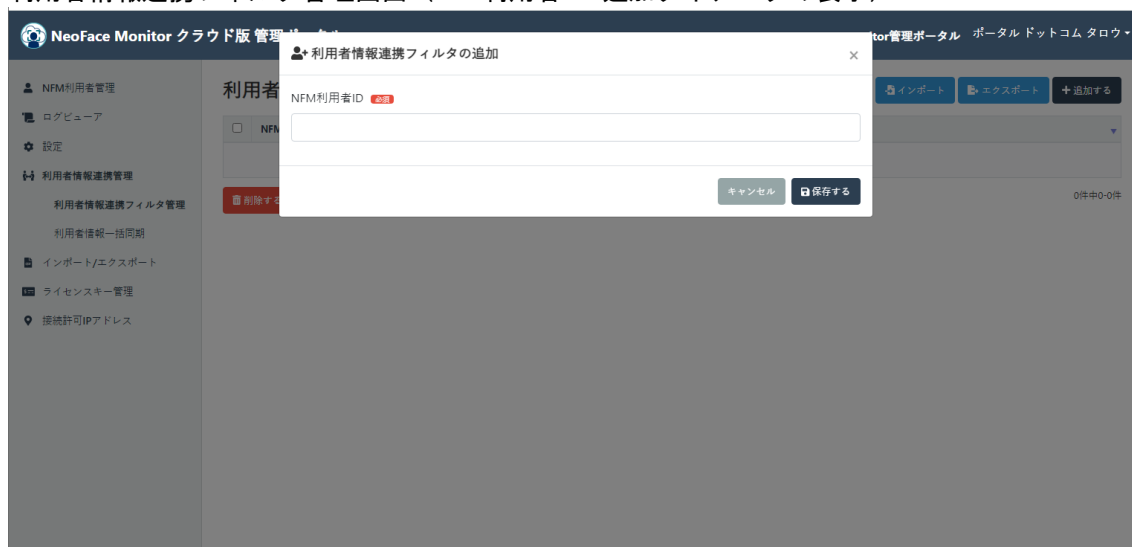 NeoFace Monitor クラウド版 管理
tor管理ポータル
ポータル ドットコム タロウ
利用者情報連携フィルタの追加
×
NFM利用者ID 必須
キャンセル
保存する
NFM利用者管理
ログビューア
設定
利用者情報連携管理
利用者情報連携フィルタ管理
利用者情報一括同期
インポート/エクスポート
ライセンスキー管理
接続許可IPアドレス
利用者
インポート
エクスポート
+追加する
NFM
削除する
0件中0-0件